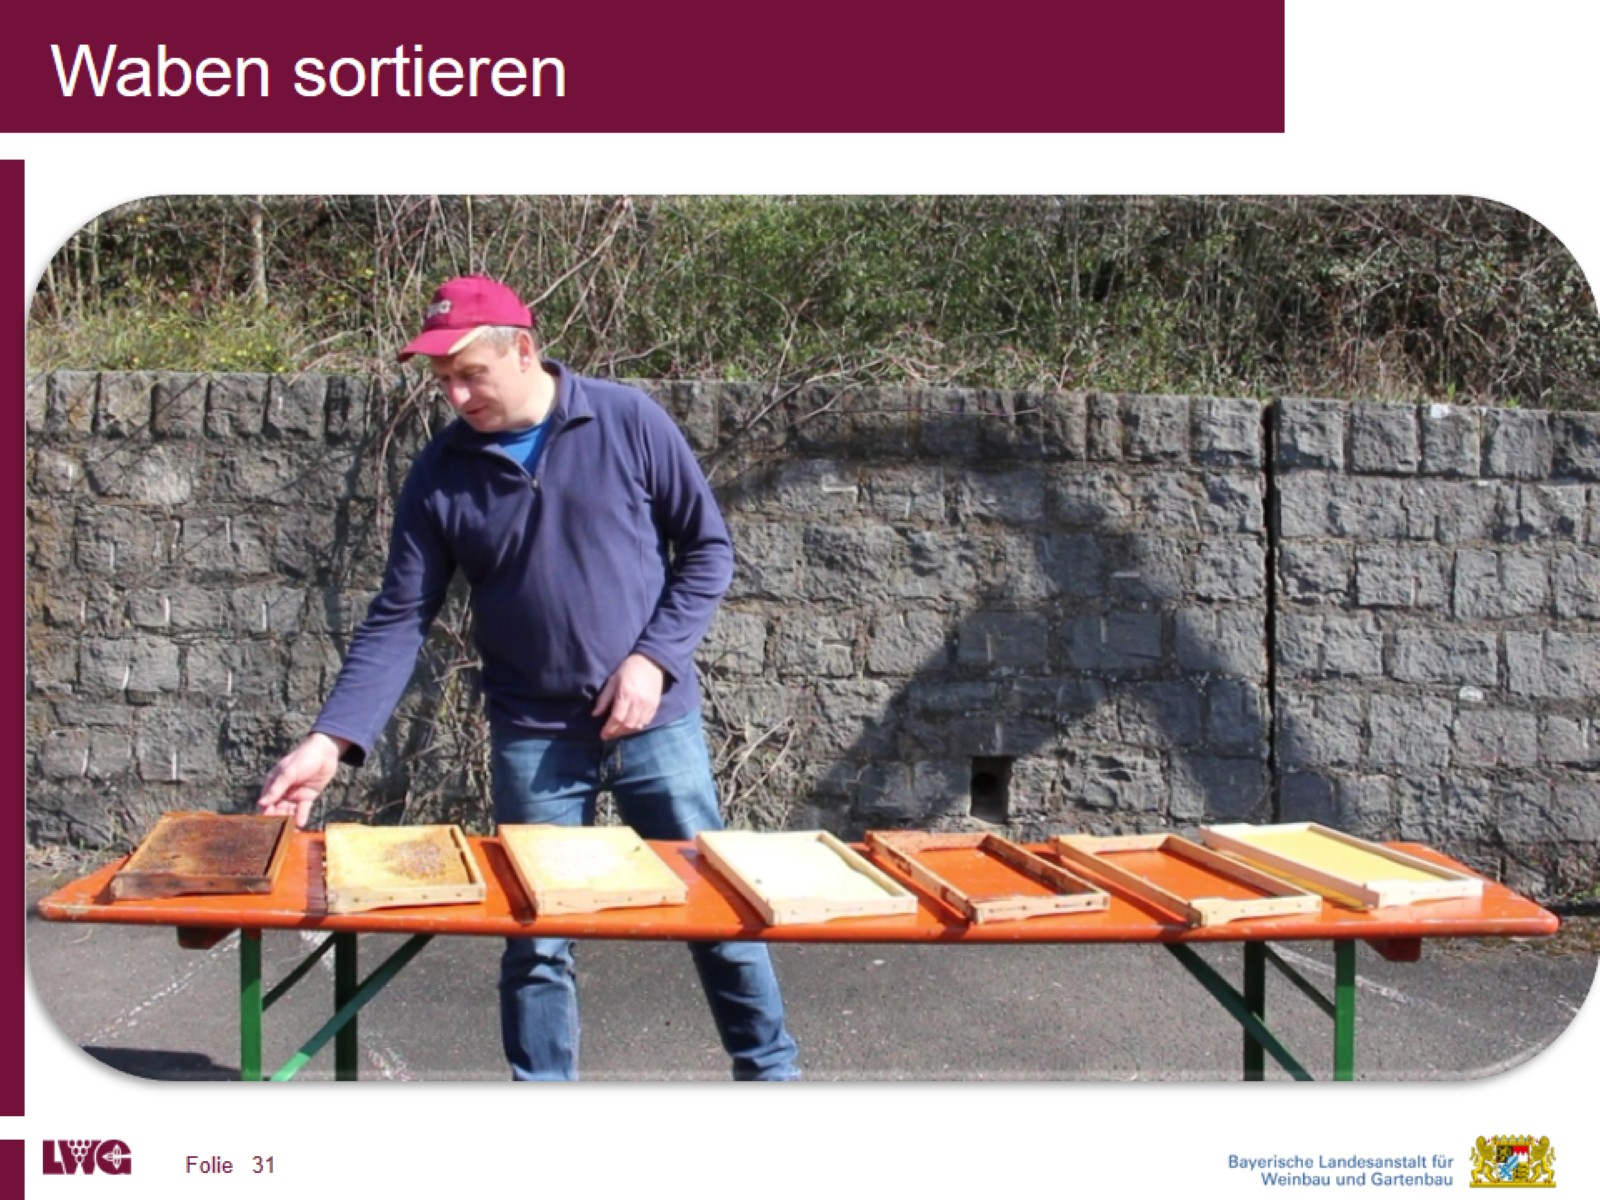 Waben sortieren
LWG
Folie 31
Bayerische Landesanstalt für
Weinbau und Gartenbau